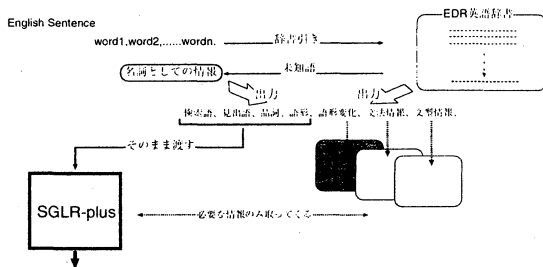 English Sentence
EDR英語辞書
word1,word2,......wordn.
辞書引き
未知語
名詞としての情報
出力
出力
検索語、見出語、品詞、語形、語形変化、文法情報、文型情報、
そのまま渡す
SGLR-plus
必要な情報のみ取ってくる